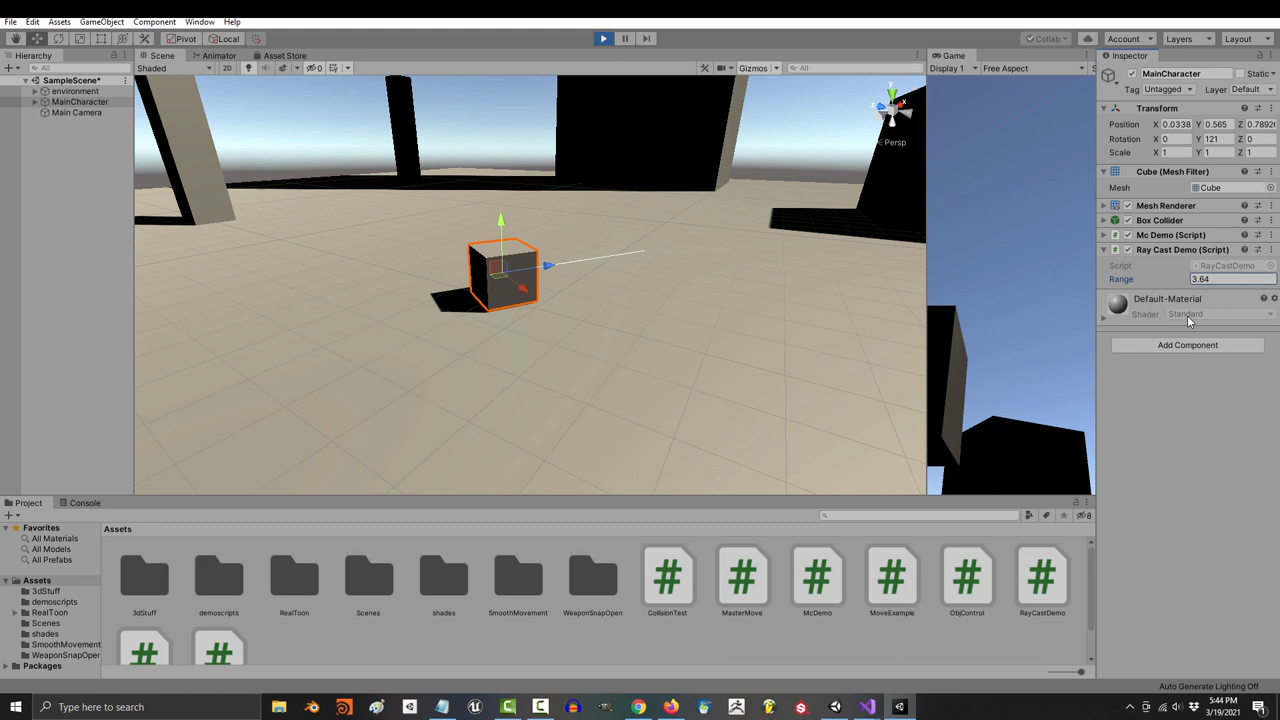 File Edit Assets GameObject Component Window Help
Pivot Local Collab Account Layers Layout
Hierarchy Scene Animator Asset Store Game Inspector
All Shaded 2D 0 Gizmos All Display 1 Free Aspect MainCharacter Static
SampleScene* Tag Untagged Layer Default
environment
MainCharacter
Main Camera
y
x
z
Persp
Transform
Position X 0.0338 Y 0.565 Z 0.7892
Rotation X 0 Y 121 Z 0
Scale X 1 Y 1 Z 1
Cube (Mesh Filter)
Mesh Cube
Mesh Renderer
Box Collider
Mc Demo (Script)
Ray Cast Demo (Script)
Script RayCastDemo
Range 3.64
Default-Material
Shader Standard
Add Component
Project Console
8
Favorites
All Materials
All Models
All Prefabs
Assets
3dStuff
demoscripts
RealToon
Scenes
shades
SmoothMovement
WeaponSnapOper
Packages
Assets
3dStuff demoscripts RealToon Scenes shades SmoothMovement WeaponSnapOpen CollisionTest MasterMove McDemo MoveExample ObjControl RayCastDemo
Auto Generate Lighting Off
Type here to search
5:44 PM
3/19/2021